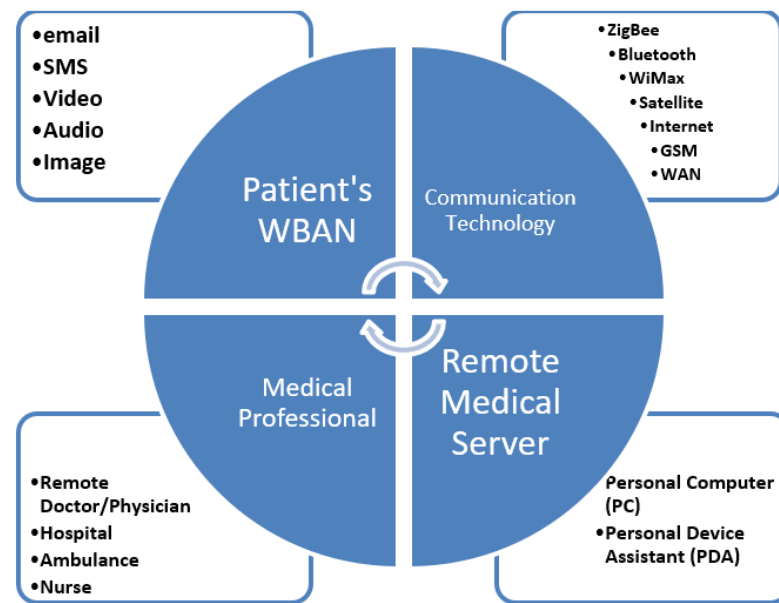 •email
•SMS
•Video
•Audio
•Image
•ZigBee
•Bluetooth
•WiMax
•Satellite
•Internet
•GSM
•WAN
Patient's
WBAN
Communication
Technology
Medical
Professional
Remote
Medical
Server
•Remote
Doctor/Physician
•Hospital
•Ambulance
•Nurse
Personal Computer
(PC)
•Personal Device
Assistant (PDA)